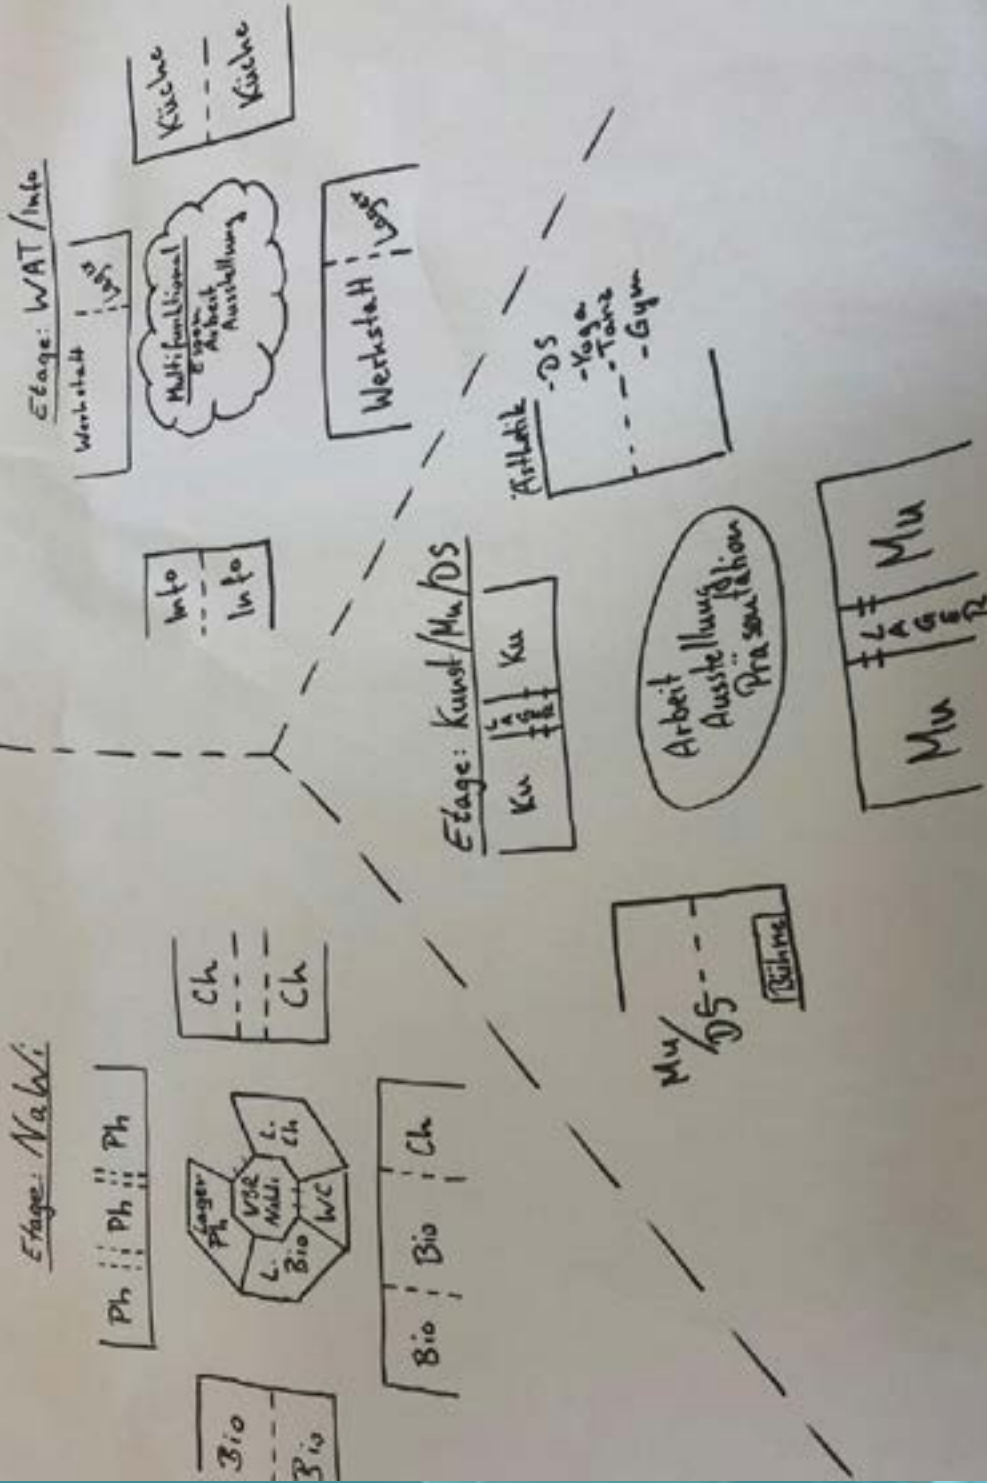 Etage: NaWi
Ph Ph Ph
Bio
Bio
Lager
Ph
L.
Bio
VBR
NaWi
L.
Ch
WC
Ch
Ch
Bio Bio Ch
Etage: WAT/Info
Werkstatt
Info
Info
Multifunktional
Essen
Arbeit
Ausstellung
Küche
Küche
Werkstatt
Etage: Kunst/Mu/DS
Ku LAGER Ku
Mu/
DS
Bühne
Arbeit
Ausstellung
Präsentation
Ästhetik
-DS
-Yoga
-Tanz
-Gym
Mu LAGER Mu